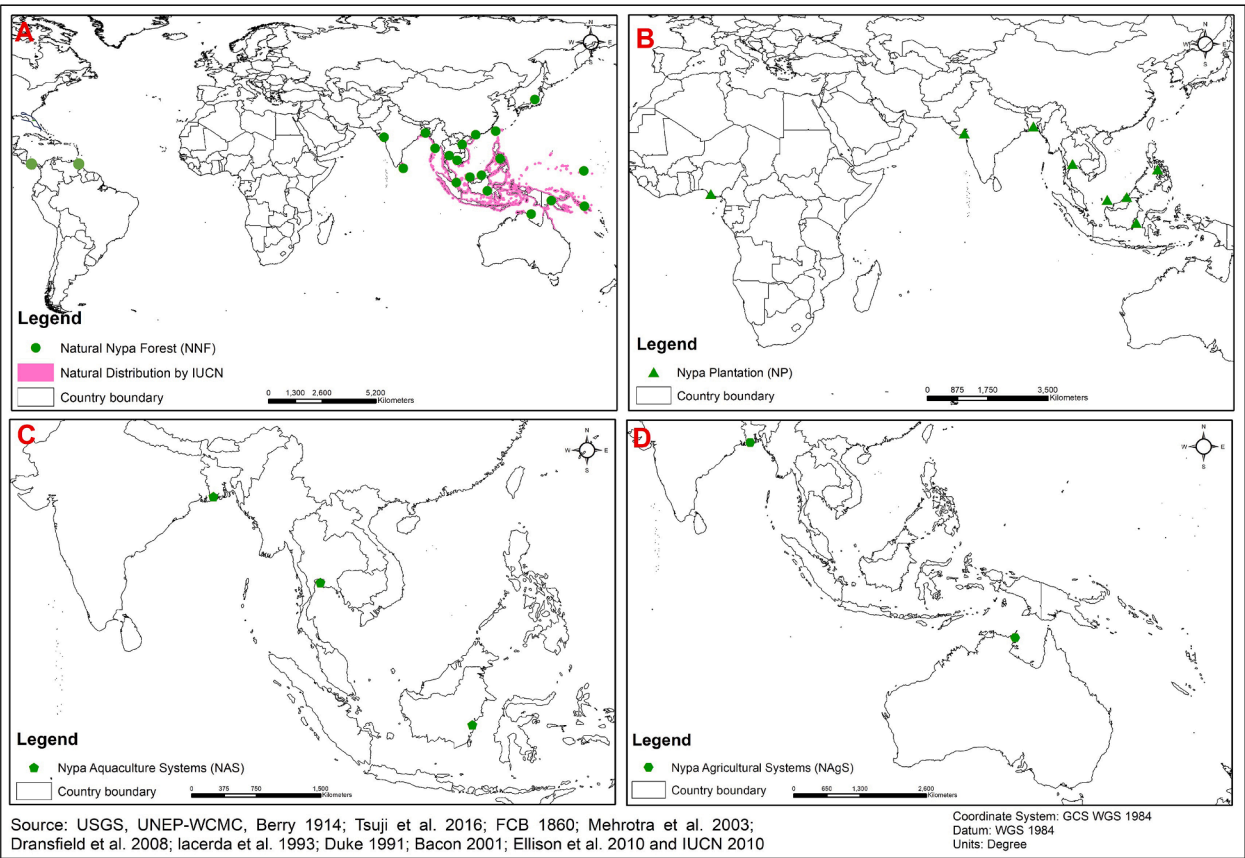 A
N
W E
S
Legend
Natural Nypa Forest (NNF)
Natural Distribution by IUCN
Country boundary
0 1,300 2,600 5,200
Kilometers
B
N
W E
S
Legend
Nypa Plantation (NP)
Country boundary
0 875 1,750 3,500
Kilometers
C
N
W E
S
Legend
Nypa Aquaculture Systems (NAS)
Country boundary
0 375 750 1,500
Kilometers
D
N
W E
S
Legend
Nypa Agricultural Systems (NAgS)
Country boundary
0 650 1,300 2,600
Kilometers
Source: USGS, UNEP-WCMC, Berry 1914; Tsuji et al. 2016; FCB 1860; Mehrotra et al. 2003;
Dransfield et al. 2008; lacerda et al. 1993; Duke 1991; Bacon 2001; Ellison et al. 2010 and IUCN 2010
Coordinate System: GCS WGS 1984
Datum: WGS 1984
Units: Degree